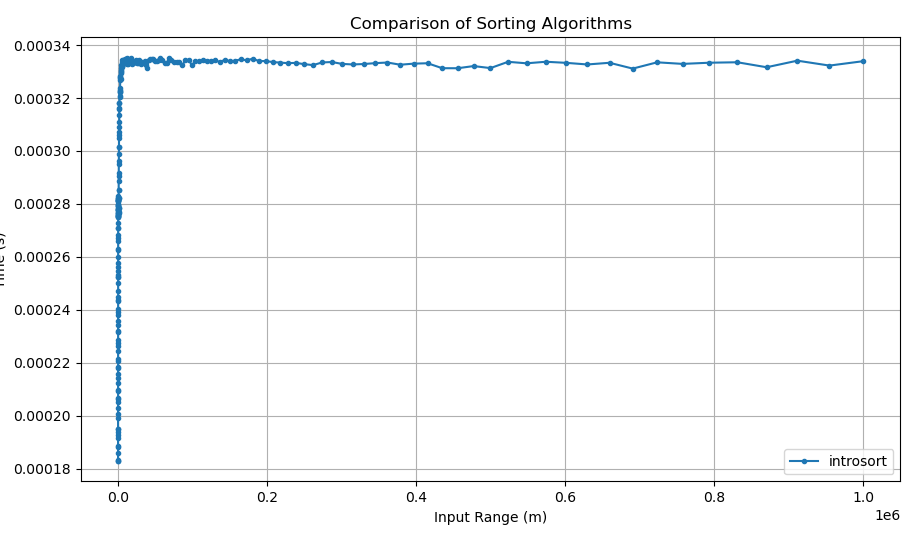 Comparison of Sorting Algorithms
0.00034
0.00032
0.00030
0.00028
0.00026
0.00024
0.00022
0.00020
0.00018
Time (s)
0.0 0.2 0.4 0.6 0.8 1.0
1e6
Input Range (m)
introsort